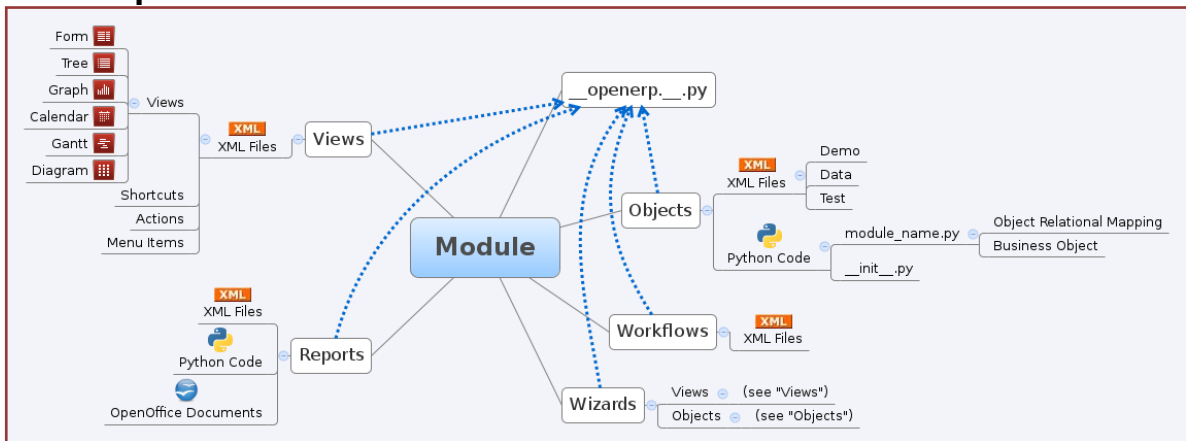 Form
Tree
Graph
Calendar
Gantt
Diagram
Views
XML
XML Files
Views
Shortcuts
Actions
Menu Items
__openerp.__.py
Module
Objects
XML
XML Files
Demo
Data
Test
Python Code
module_name.py
Object Relational Mapping
Business Object
__init__.py
XML
XML Files
Python Code
OpenOffice Documents
Reports
Workflows
XML
XML Files
Wizards
Views (see "Views")
Objects (see "Objects")